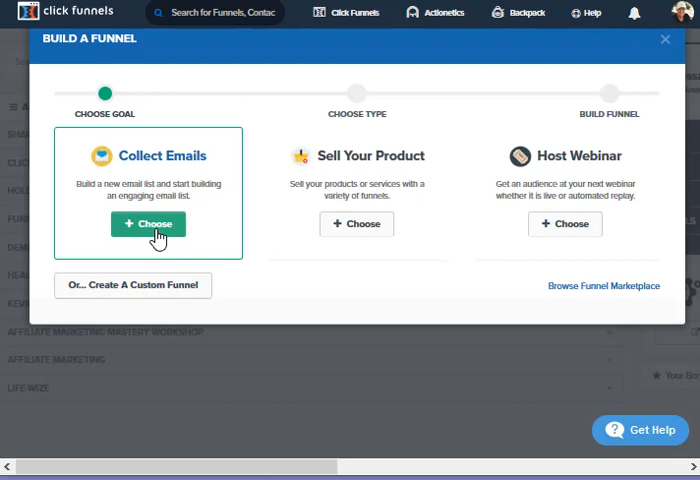 click funnels
Search for Funnels, Contac
Click Funnels
Actionetics
Backpack
Help
BUILD A FUNNEL
×
CHOOSE GOAL
CHOOSE TYPE
BUILD FUNNEL
Collect Emails
Build a new email list and start building
an engaging email list.
+ Choose
Sell Your Product
Sell your products or services with a
variety of funnels.
+ Choose
Host Webinar
Get an audience at your next webinar
whether it is live or automated replay.
+ Choose
Or... Create A Custom Funnel
Browse Funnel Marketplace
AFFILIATE MARKETING MASTERY WORKSHOP
AFFILIATE MARKETING
LIFE-WIZE
Your Bon
Get Help